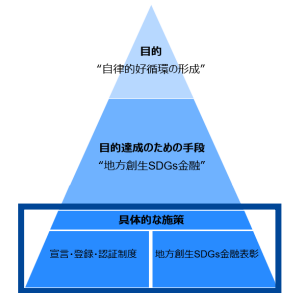 目的
“自律的好循環の形成”
目的達成のための手段
“地方創生SDGs金融”
具体的な施策
宣言・登録・認証制度
地方創生SDGs金融表彰